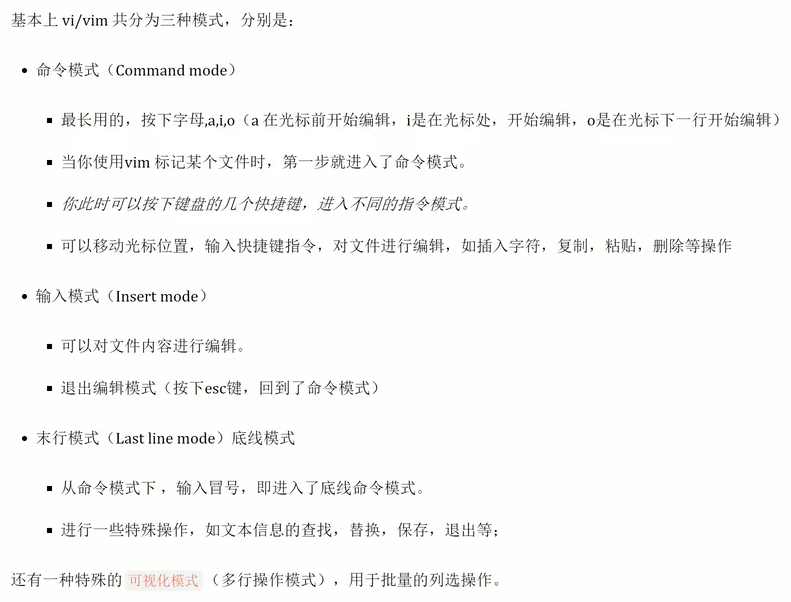 基本上 vi/vim 共分为三种模式，分别是：
命令模式（Command mode）
最长用的，按下字母,a,i,o（a 在光标前开始编辑，i是在光标处，开始编辑，o是在光标下一行开始编辑）
当你使用vim 标记某个文件时，第一步就进入了命令模式。
你此时可以按下键盘的几个快捷键，进入不同的指令模式。
可以移动光标位置，输入快捷键指令，对文件进行编辑，如插入字符，复制，粘贴，删除等操作
输入模式（Insert mode）
可以对文件内容进行编辑。
退出编辑模式（按下esc键，回到了命令模式）
末行模式（Last line mode）底线模式
从命令模式下 ，输入冒号，即进入了底线命令模式。
进行一些特殊操作，如文本信息的查找，替换，保存，退出等；
还有一种特殊的 可视化模式 （多行操作模式），用于批量的列选操作。